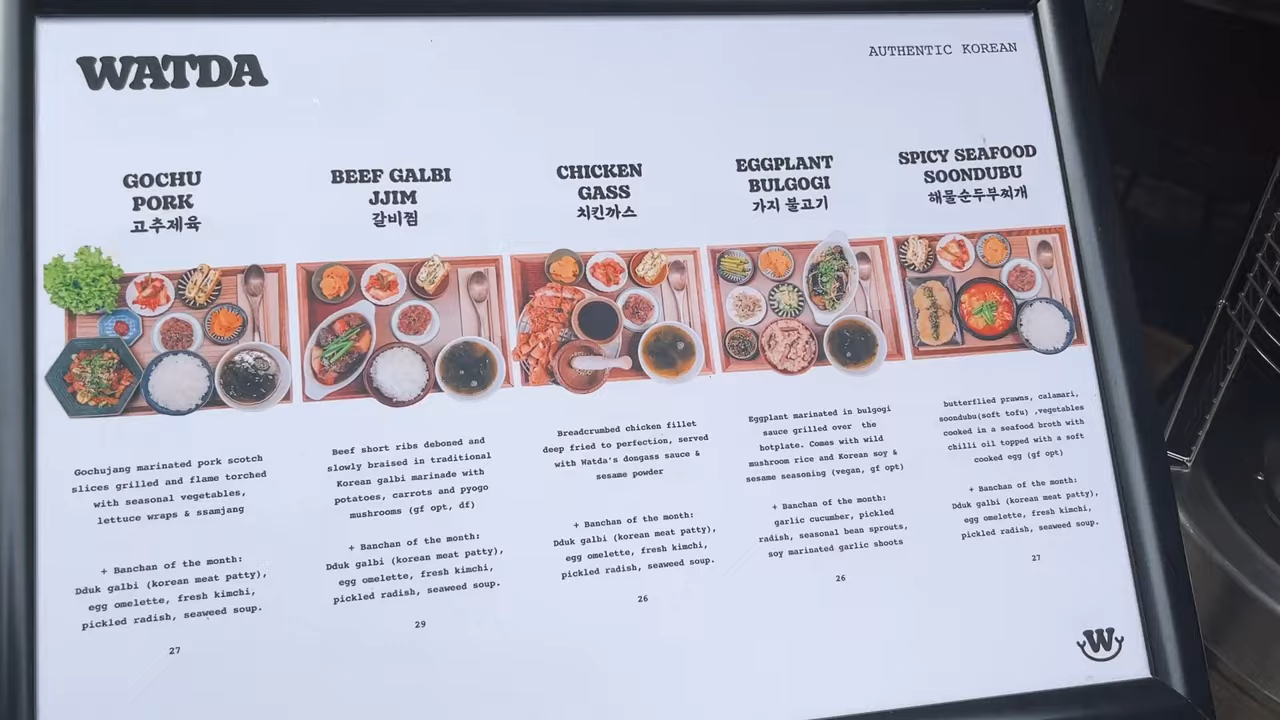 WATDA
AUTHENTIC KOREAN
GOCHU
PORK
고추제육
Gochujang marinated pork scotch
slices grilled and flame torched
with seasonal vegetables,
lettuce wraps & ssamjang
+ Banchan of the month:
Dduk galbi (korean meat patty),
egg omelette, fresh kimchi,
pickled radish, seaweed soup.
27
BEEF GALBI
JJIM
갈비찜
Beef short ribs deboned and
slowly braised in traditional
Korean galbi marinade with
potatoes, carrots and pyogo
mushrooms (gf opt, df)
+ Banchan of the month:
Dduk galbi (korean meat patty),
egg omelette, fresh kimchi,
pickled radish, seaweed soup.
29
CHICKEN
GASS
치킨까스
Breadcrumbed chicken fillet
deep fried to perfection, served
with Watda's dongass sauce &
sesame powder
+ Banchan of the month:
Dduk galbi (korean meat patty),
egg omelette, fresh kimchi,
pickled radish, seaweed soup.
26
EGGPLANT
BULGOGI
가지 불고기
Eggplant marinated in bulgogi
sauce grilled over the
hotplate. Comes with wild
mushroom rice and Korean soy &
sesame seasoning (vegan, gf opt)
+ Banchan of the month:
garlic cucumber, pickled
radish, seasonal bean sprouts,
soy marinated garlic shoots
26
SPICY SEAFOOD
SOONDUBU
해물순두부찌개
butterflied prawns, calamari,
soondubu(soft tofu) ,vegetables
cooked in a seafood broth with
chilli oil topped with a soft
cooked egg (gf opt)
+ Banchan of the month:
Dduk galbi (korean meat patty),
egg omelette, fresh kimchi,
pickled radish, seaweed soup.
27
W